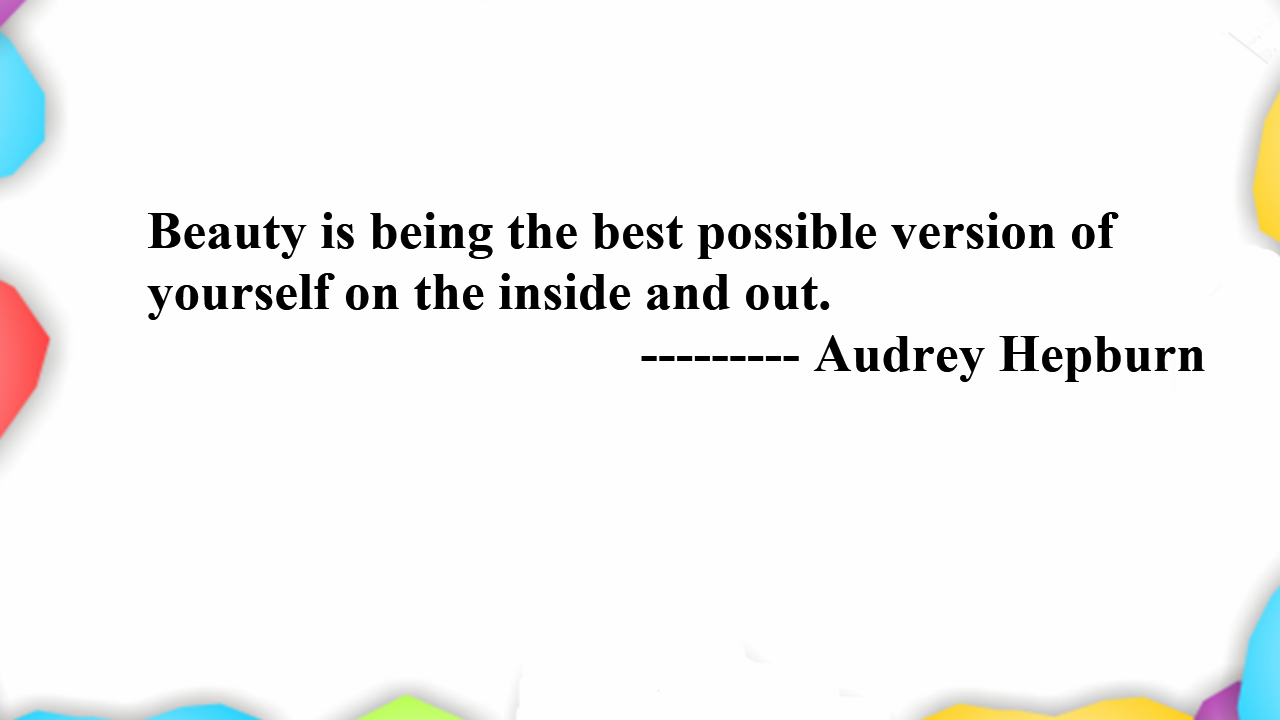 Beauty is being the best possible version of
yourself on the inside and out.
--------- Audrey Hepburn